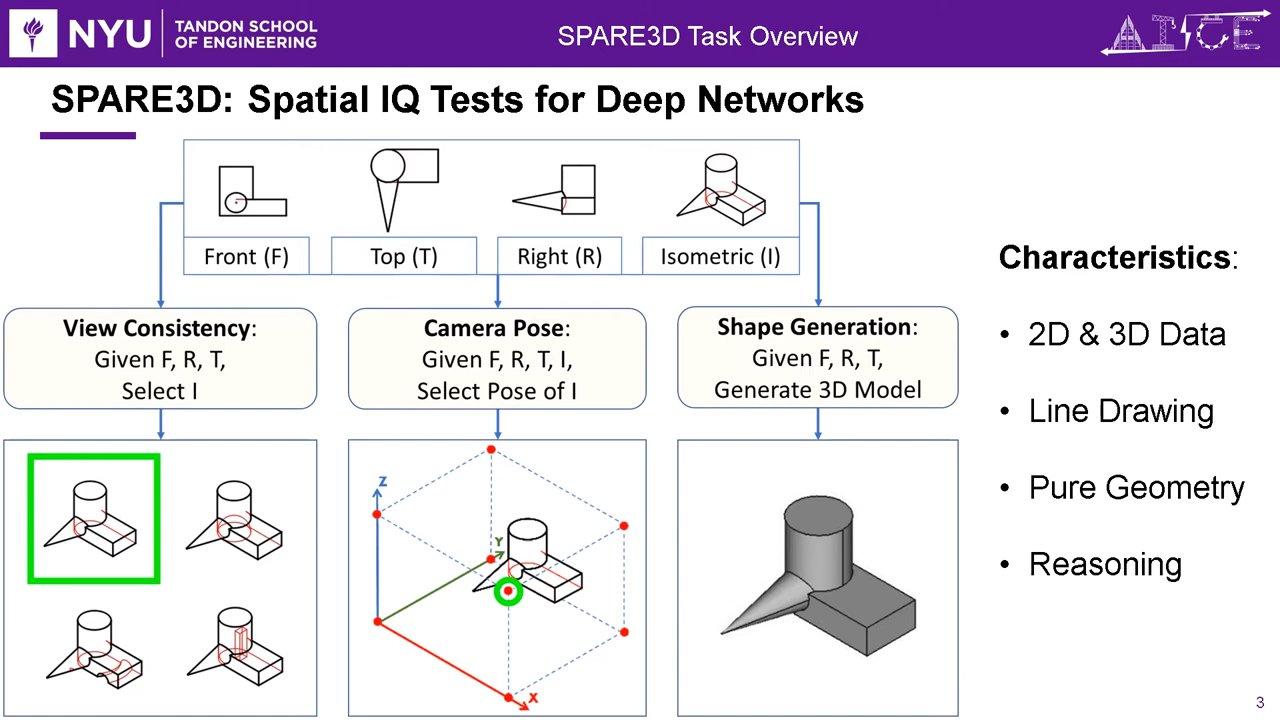 NYU
TANDON SCHOOL
OF ENGINEERING
SPARE3D Task Overview
AI4CE
SPARE3D: Spatial IQ Tests for Deep Networks
Front (F)
Top (T)
Right (R)
Isometric (I)
View Consistency:
Given F, R, T,
Select I
Camera Pose:
Given F, R, T, I,
Select Pose of I
Shape Generation:
Given F, R, T,
Generate 3D Model
Z
Y
X
Characteristics:
• 2D & 3D Data
• Line Drawing
• Pure Geometry
• Reasoning
3